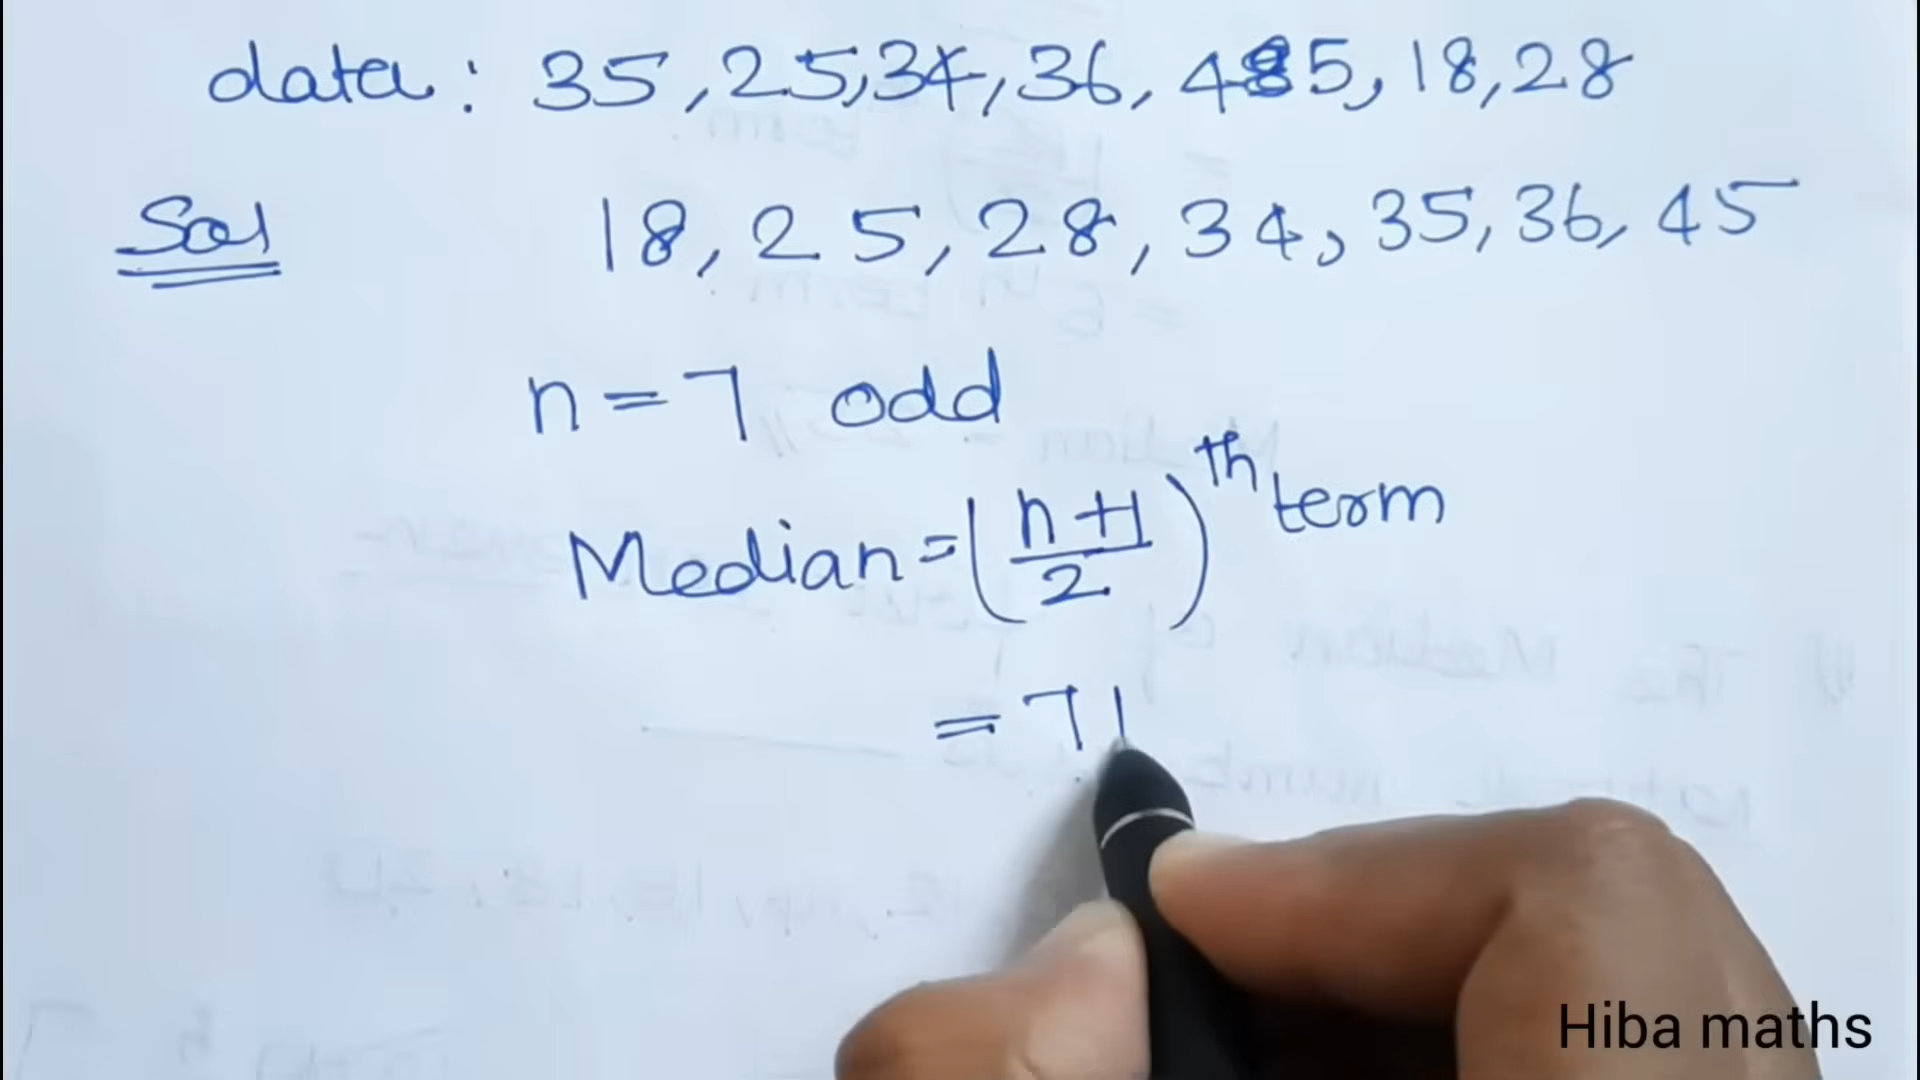 data: 35, 25, 34, 36, 45, 18, 28
Sol 18, 25, 28, 34, 35, 36, 45
n = 7 odd
Median = (n+1/2)th term
= 71
Hiba maths